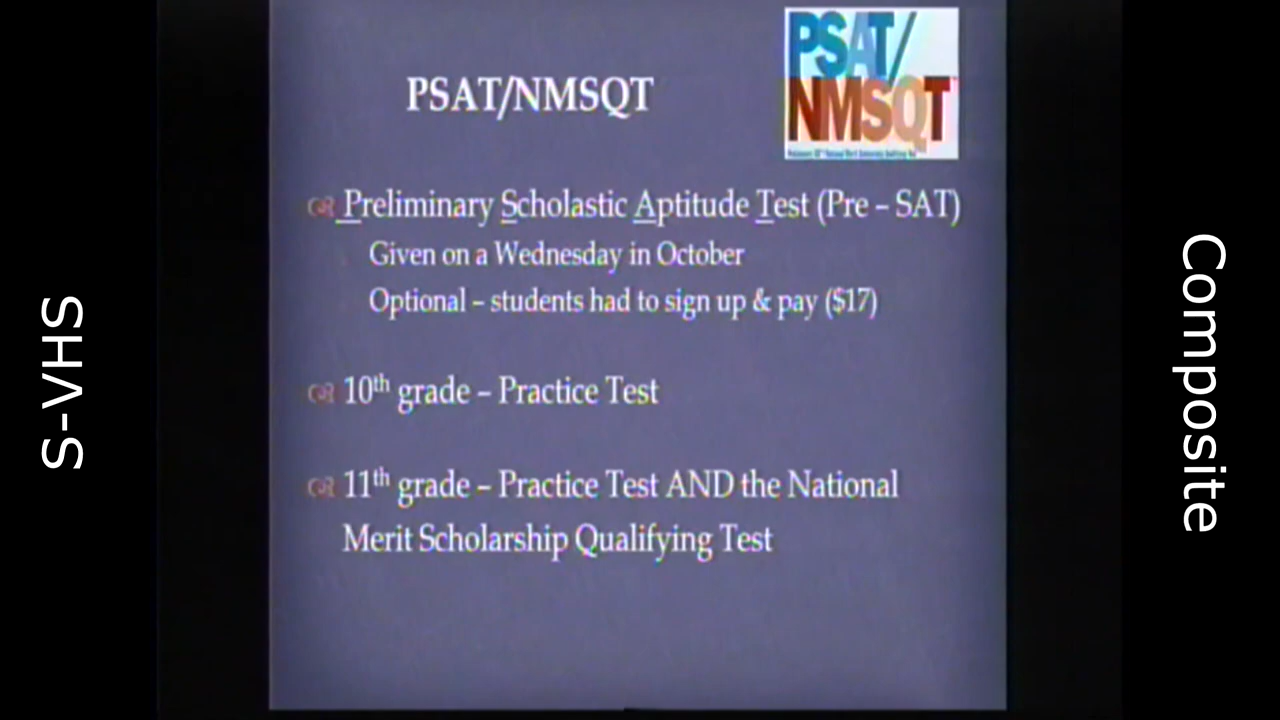 PSAT/NMSQT
PSAT/
NMSQT
Preliminary Scholastic Aptitude Test (Pre – SAT)
Given on a Wednesday in October
Optional – students had to sign up & pay ($17)
10th grade – Practice Test
11th grade – Practice Test AND the National
Merit Scholarship Qualifying Test
S-VHS
Composite